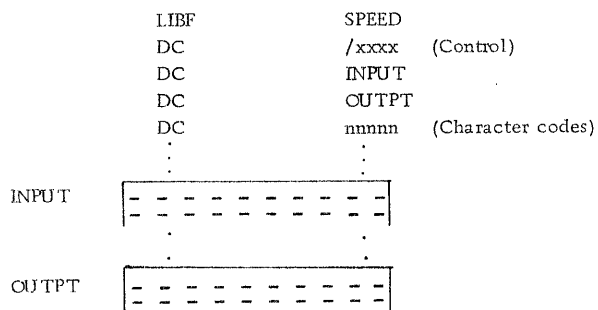 LIBF SPEED
DC /xxxx (Control)
DC INPUT
DC OUTPT
DC nnnnn (Character codes)
INPUT
OUTPT